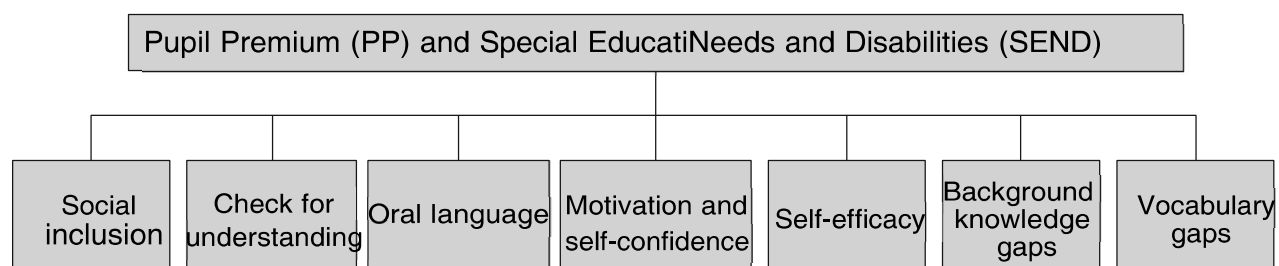 Pupil Premium (PP) and Special EducatiNeeds and Disabilities (SEND)
Social
inclusion
Check for
understanding
Oral language
Motivation and
self-confidence
Self-efficacy
Background
knowledge
gaps
Vocabulary
gaps